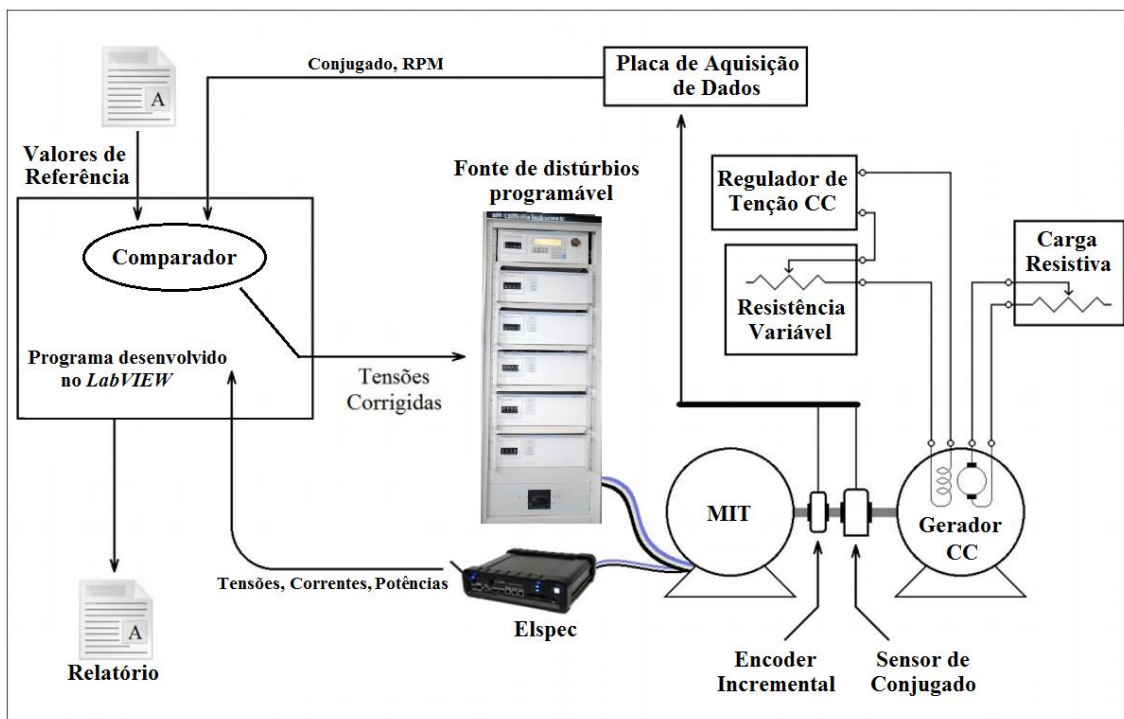 Conjugado, RPM
Placa de Aquisição
de Dados
A
Valores de
Referência
Fonte de distúrbios
programável
Regulador de
Tenção CC
Comparador
Carga
Resistiva
Resistência
Variável
Programa desenvolvido
no LabVIEW
Tensões
Corrigidas
MIT
Gerador
CC
Tensões, Correntes, Potências
Elspec
A
Relatório
Encoder
Incremental
Sensor de
Conjugado